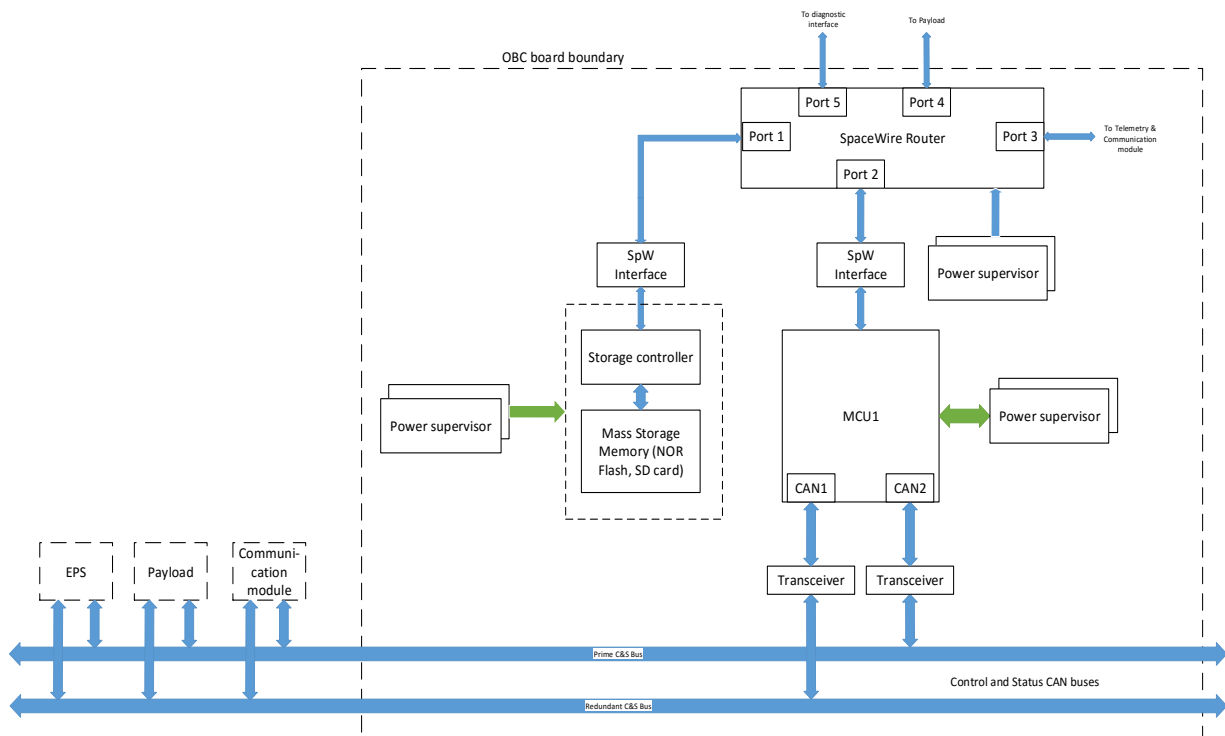 To diagnostic
interface
To Payload
OBC board boundary
Port 5
Port 4
Port 1
SpaceWire Router
Port 3
To Telemetry &
Communication
module
Port 2
SpW
Interface
SpW
Interface
Power supervisor
Storage controller
Power supervisor
Mass Storage
Memory (NOR
Flash, SD card)
MCU1
Power supervisor
CAN1
CAN2
EPS
Payload
Communi-
cation
module
Transceiver
Transceiver
Prime C&S Bus
Control and Status CAN buses
Redundant C&S Bus